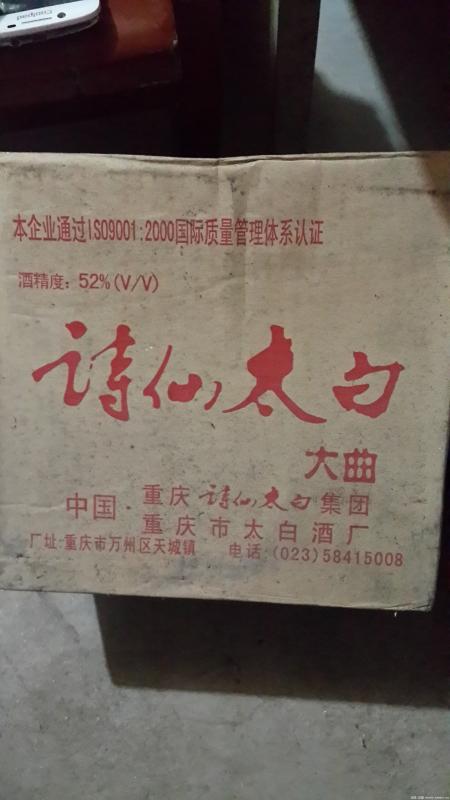 Coolpad
本企业通过ISO9001:2000国际质量管理体系认证
酒精度：52%(V/V)
诗仙太白
大曲
中国·重庆诗仙太白集团
重庆市太白酒厂
厂址:重庆市万州区天城镇 电话:(023)58415008